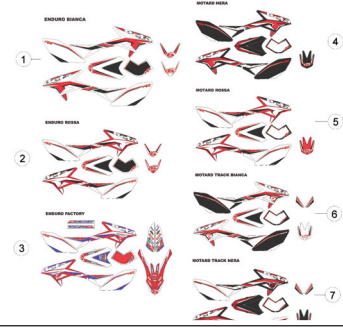 ENDURO BIANCA
1
ENDURO ROSSA
2
ENDURO FACTORY
3
MOTARD NERA
4
MOTARD ROSSA
5
MOTARD TRACK BIANCA
6
MOTARD TRACK NERA
7